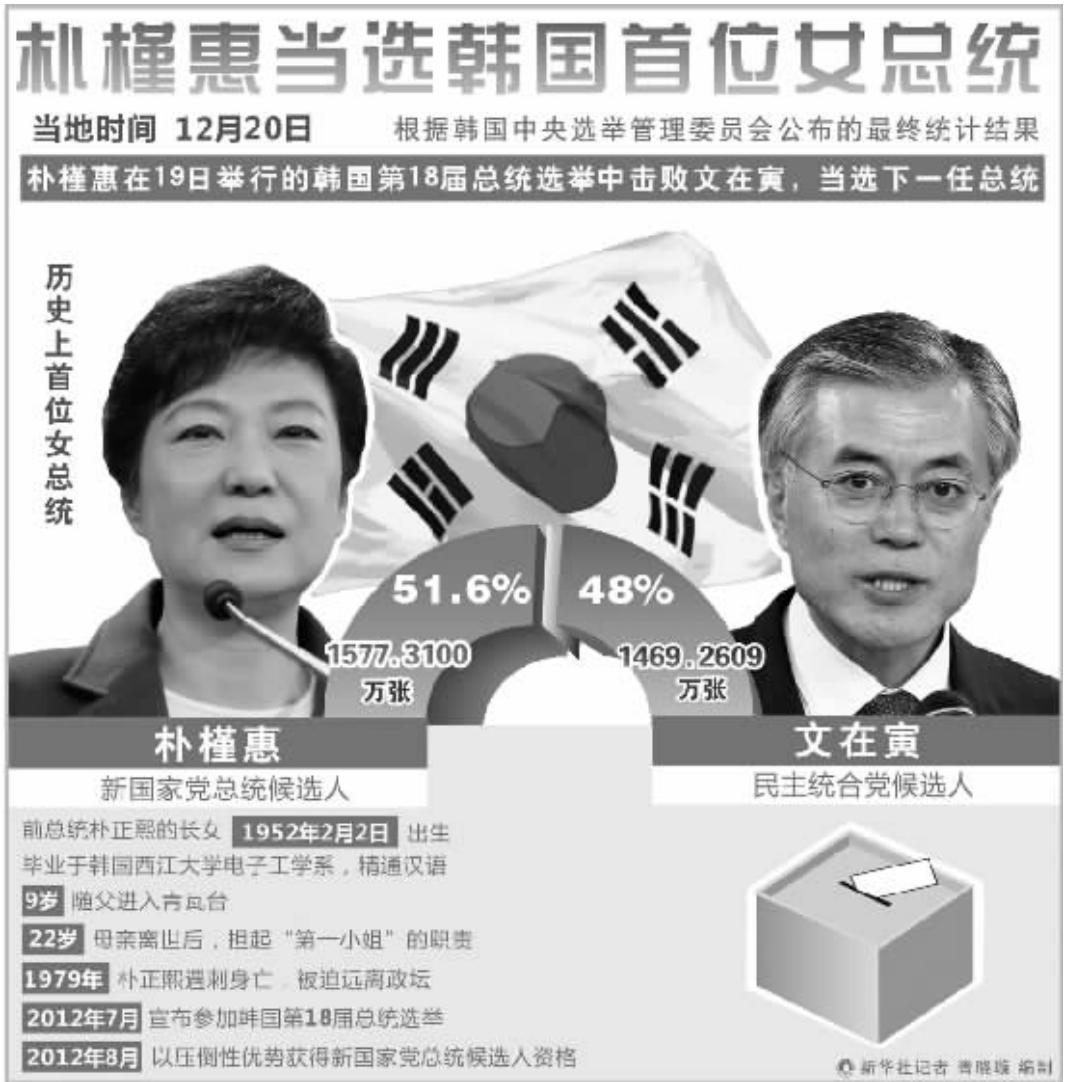 朴槿惠当选韩国首位女总统
当地时间 12月20日 根据韩国中央选举管理委员会公布的最终统计结果
朴槿惠在19日举行的韩国第18届总统选举中击败文在寅，当选下一任总统
历史上首位女总统
51.6%
1577.3100
万张
48%
1469.2609
万张
朴槿惠
新国家党总统候选人
文在寅
民主统合党候选人
前总统朴正熙的长女 1952年2月2日 出生
毕业于韩国西江大学电子工学系，精通汉语
9岁 随父进入青瓦台
22岁 母亲离世后，担起“第一小姐”的职责
1979年 朴正熙遇刺身亡，被迫远离政坛
2012年7月 宣布参加韩国第18届总统选举
2012年8月 以压倒性优势获得新国家党总统候选人资格
新华社记者 编制